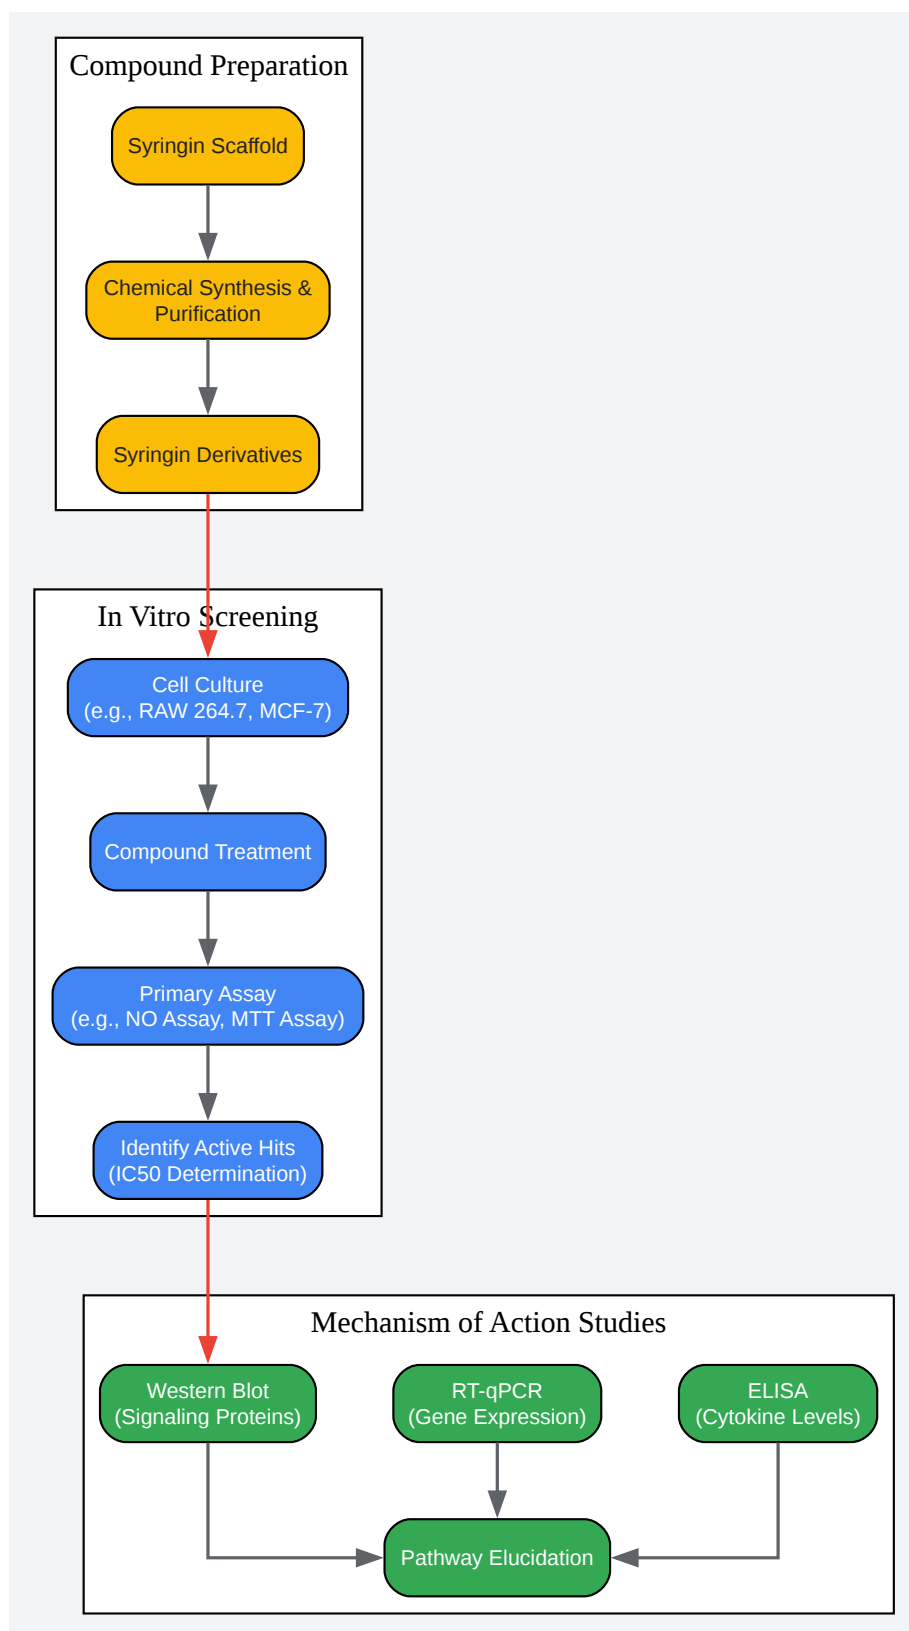 Compound Preparation
Syringin Scaffold
Chemical Synthesis &
Purification
Syringin Derivatives
In Vitro Screening
Cell Culture
(e.g., RAW 264.7, MCF-7)
Compound Treatment
Primary Assay
(e.g., NO Assay, MTT Assay)
Identify Active Hits
(IC50 Determination)
Mechanism of Action Studies
Western Blot
(Signaling Proteins)
RT-qPCR
(Gene Expression)
ELISA
(Cytokine Levels)
Pathway Elucidation